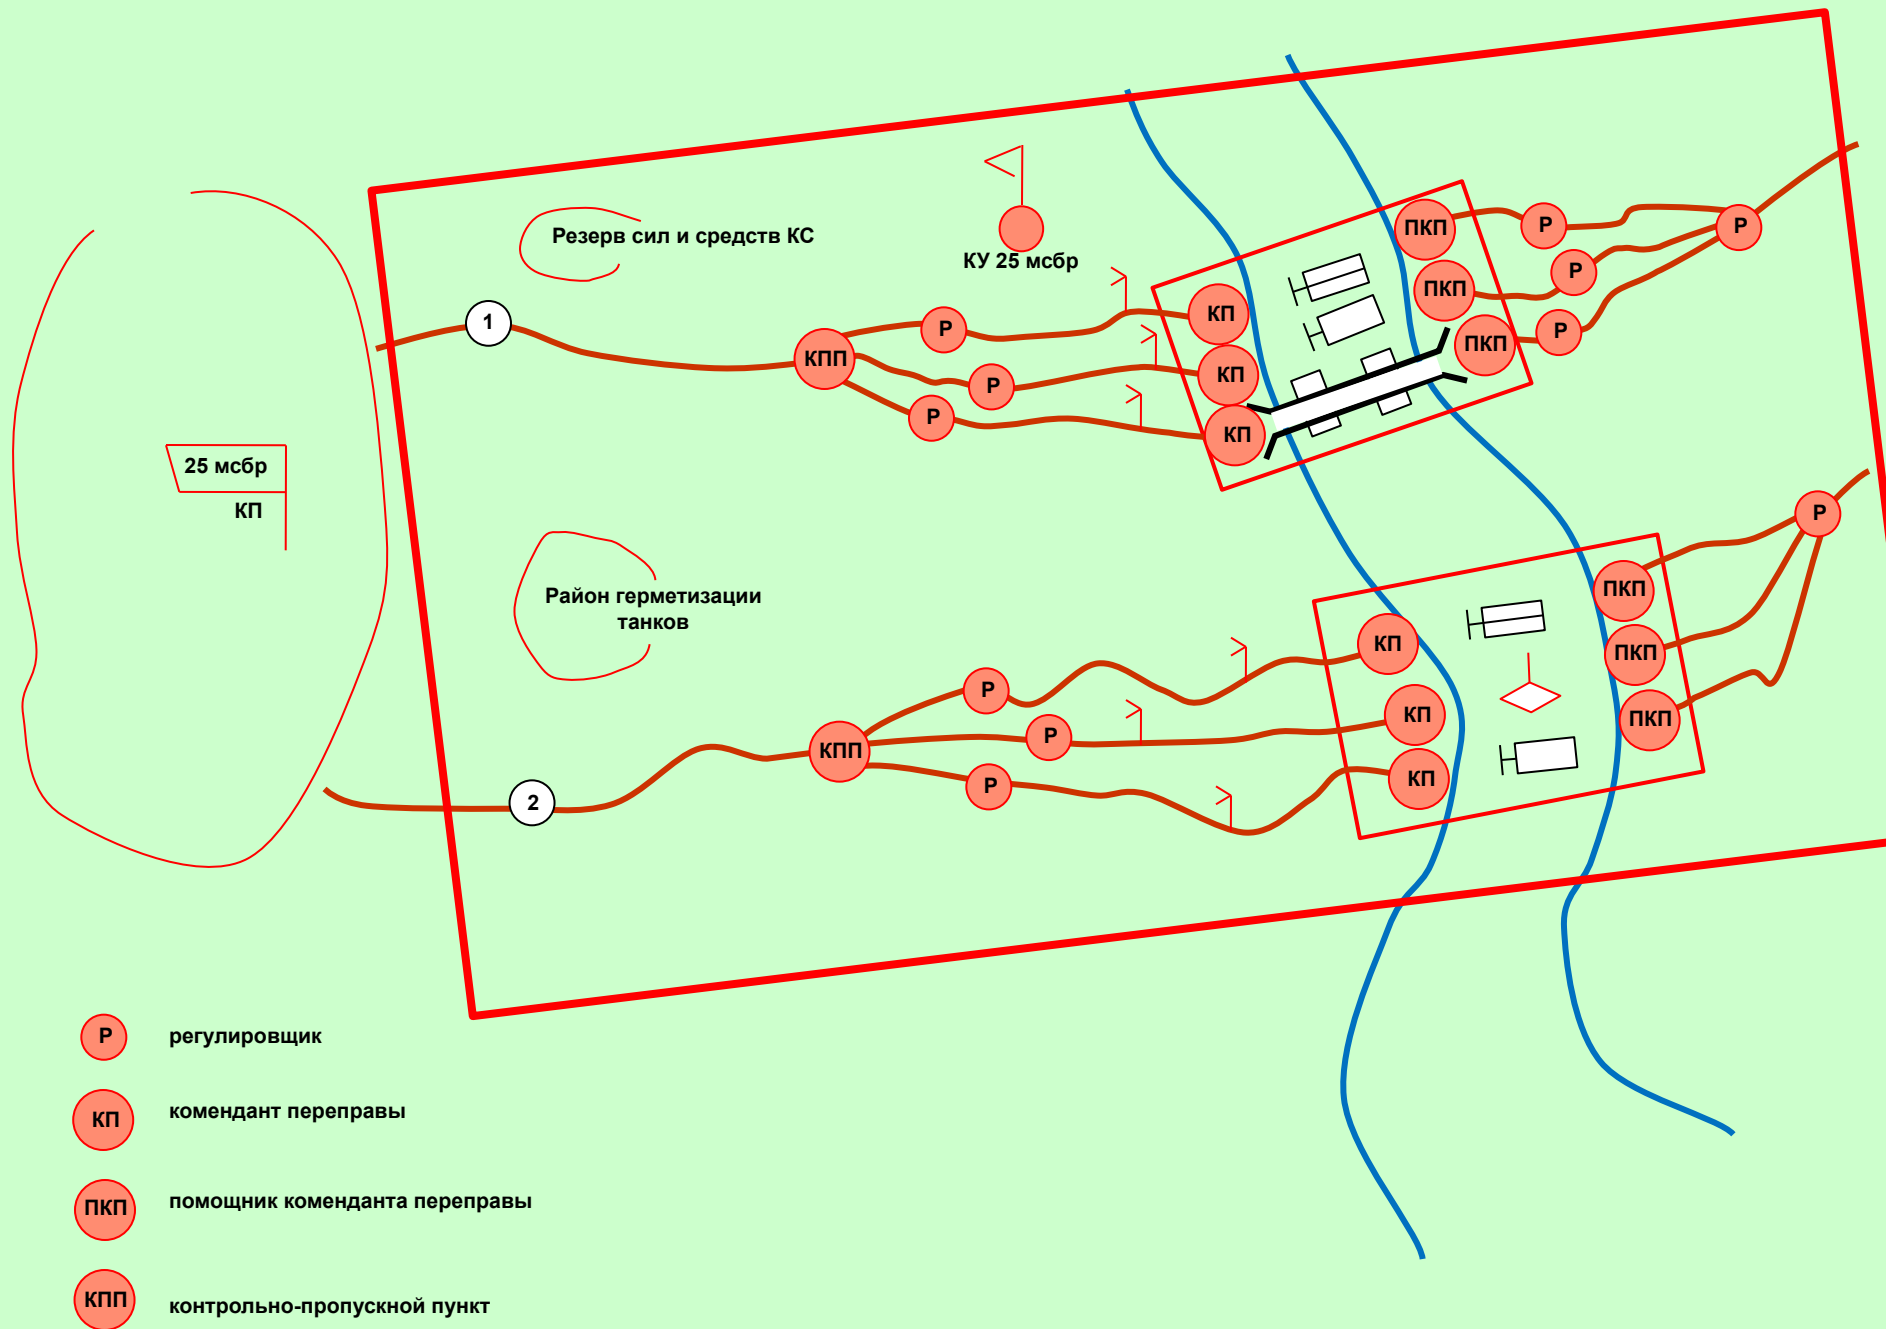 Резерв сил и средств КС
КУ 25 мсбр
ПКП
Р
Р
ПКП
Р
ПКП
Р
ПКП
КП
1
КПП
Р
КП
Р
КП
Р
25 мсбр
КП
Р
Район герметизации
танков
ПКП
КП
ПКП
Р
КП
ПКП
КПП
Р
КП
Р
2
Р
регулировщик
КП
комендант переправы
ПКП
помощник коменданта переправы
КПП
контрольно-пропускной пункт